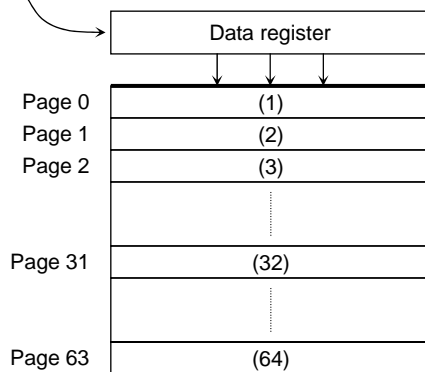 Data register
Page 0 (1)
Page 1 (2)
Page 2 (3)
Page 31 (32)
Page 63 (64)